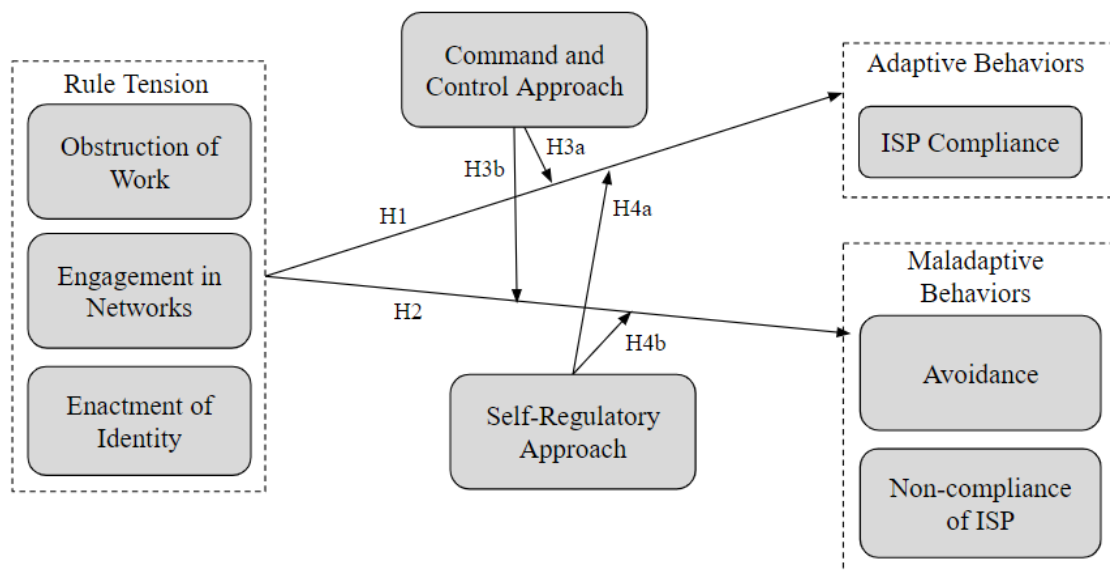 Rule Tension
Obstruction of
Work
Engagement in
Networks
Enactment of
Identity
Command and
Control Approach
H3a
H3b
H1
H4a
H2
H4b
Self-Regulatory
Approach
Adaptive Behaviors
ISP Compliance
Maladaptive
Behaviors
Avoidance
Non-compliance
of ISP